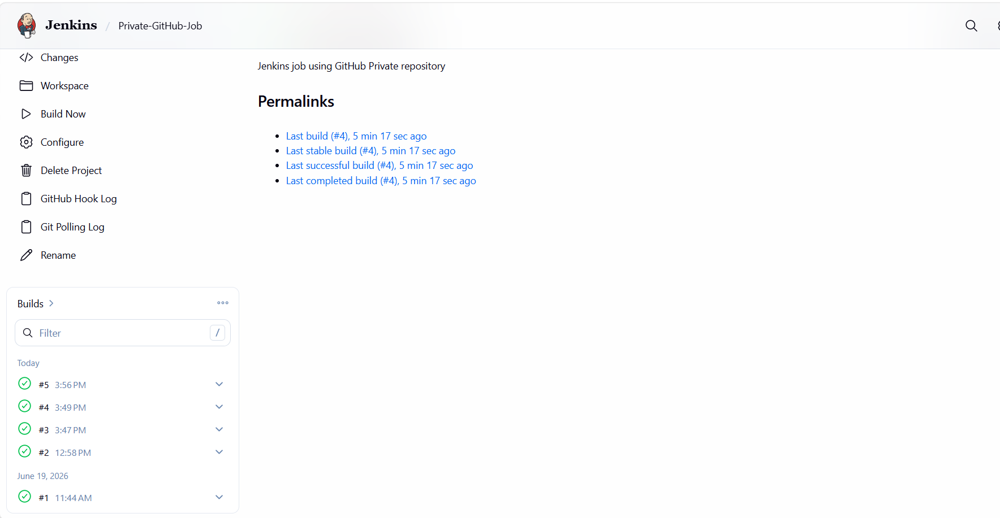 Jenkins / Private-GitHub-Job
Changes
Workspace
Build Now
Configure
Delete Project
GitHub Hook Log
Git Polling Log
Rename
Builds
Filter /
Today
#5 3:56 PM
#4 3:49 PM
#3 3:47 PM
#2 12:58 PM
June 19, 2026
#1 11:44 AM
Jenkins job using GitHub Private repository
Permalinks
Last build (#4), 5 min 17 sec ago
Last stable build (#4), 5 min 17 sec ago
Last successful build (#4), 5 min 17 sec ago
Last completed build (#4), 5 min 17 sec ago